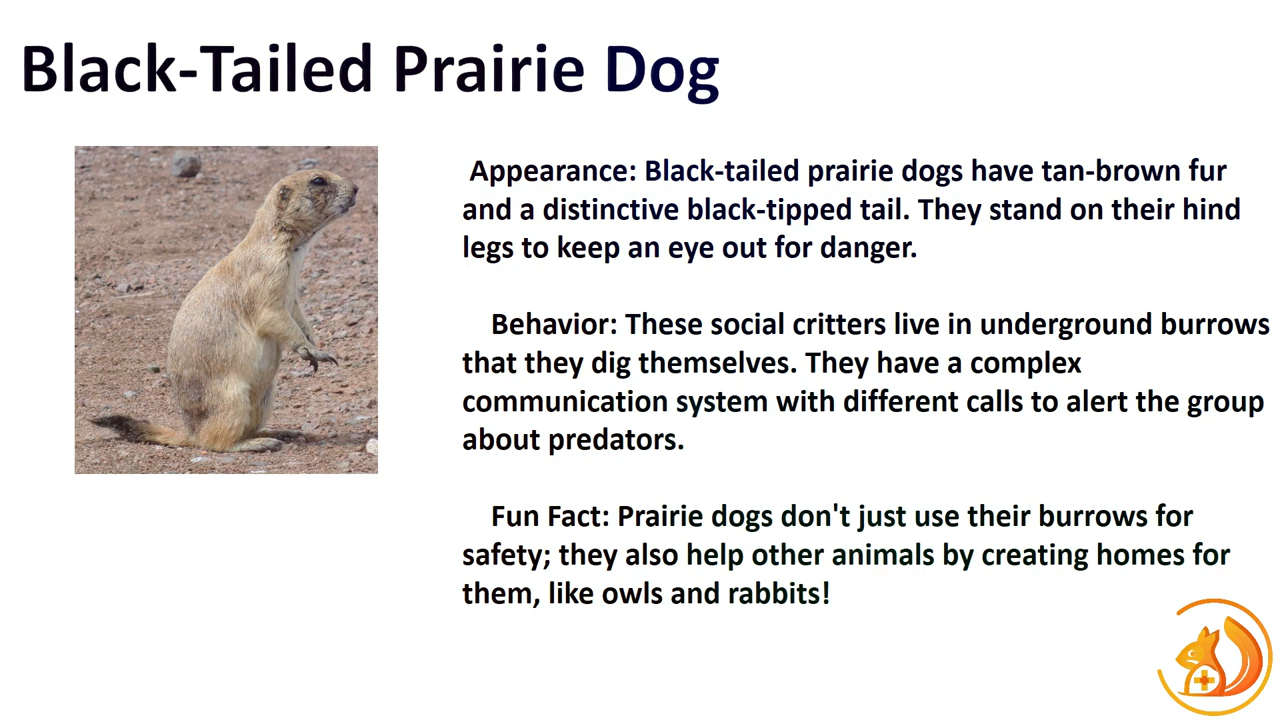 Black-Tailed Prairie Dog
Appearance: Black-tailed prairie dogs have tan-brown fur
and a distinctive black-tipped tail. They stand on their hind
legs to keep an eye out for danger.
Behavior: These social critters live in underground burrows
that they dig themselves. They have a complex
communication system with different calls to alert the group
about predators.
Fun Fact: Prairie dogs don't just use their burrows for
safety; they also help other animals by creating homes for
them, like owls and rabbits!